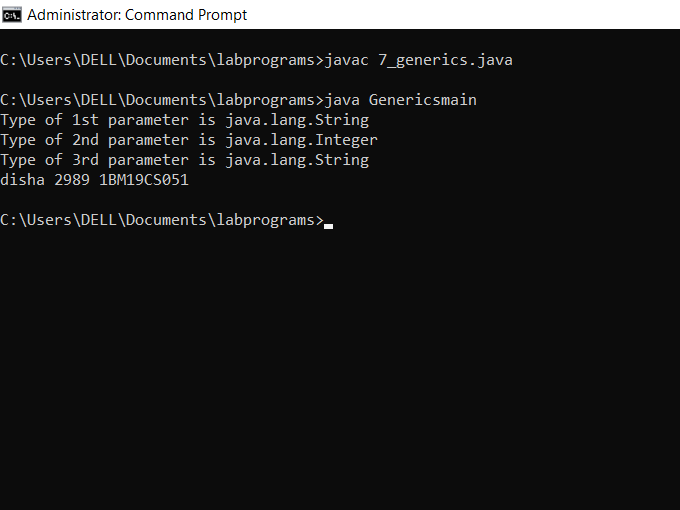 Administrator: Command Prompt
C:\Users\DELL\Documents\labprograms>javac 7_generics.java
C:\Users\DELL\Documents\labprograms>java Genericsmain
Type of 1st parameter is java.lang.String
Type of 2nd parameter is java.lang.Integer
Type of 3rd parameter is java.lang.String
disha 2989 1BM19CS051
C:\Users\DELL\Documents\labprograms>